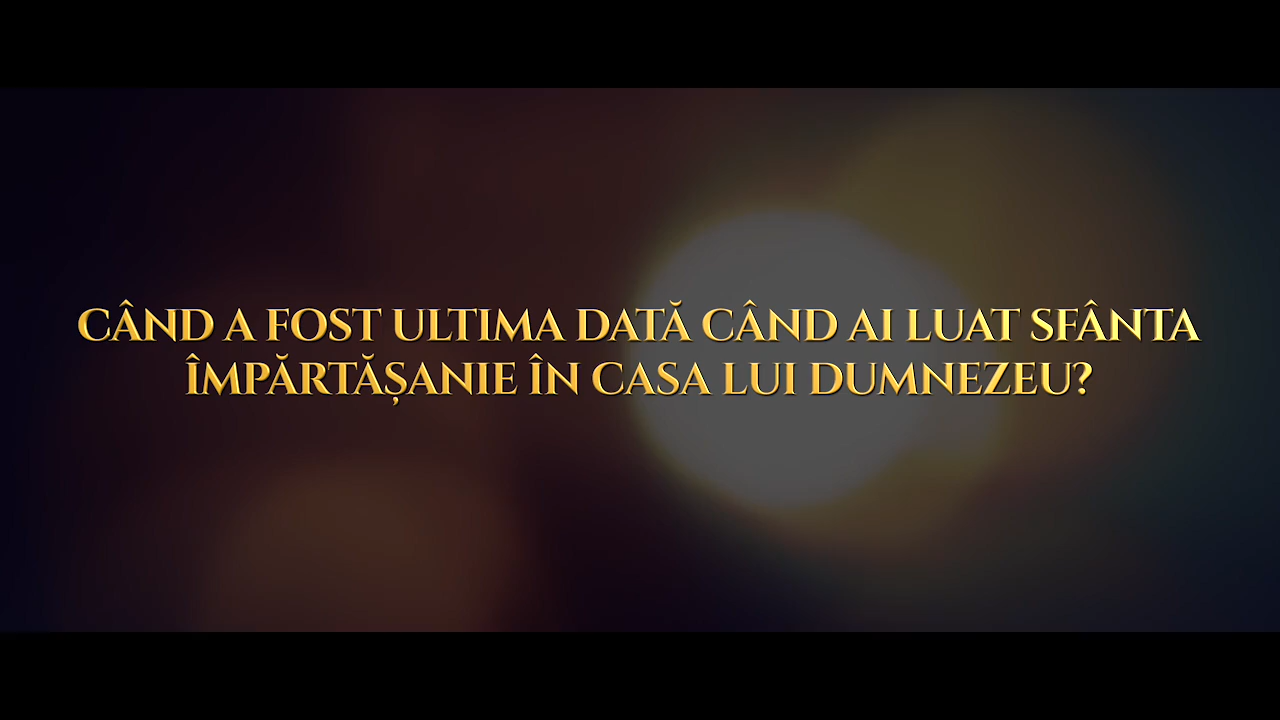 CÂND A FOST ULTIMA DATĂ CÂND AI LUAT SFÂNTA
ÎMPĂRTĂȘANIE ÎN CASA LUI DUMNEZEU?